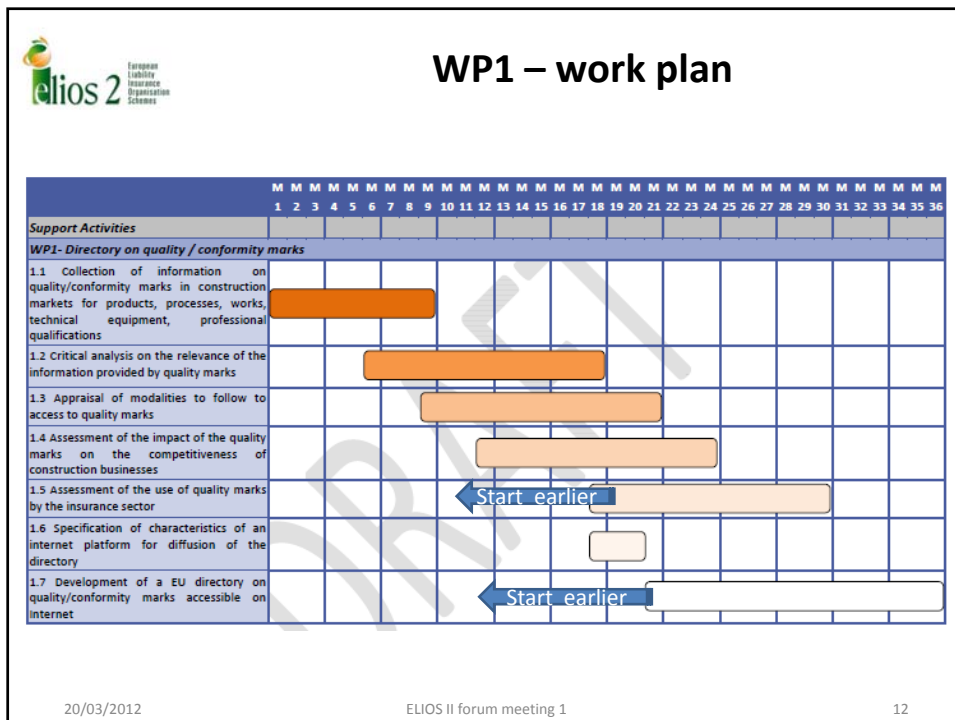 elios 2
European
Liability
Insurance
Organisation
Schemes
WP1 – work plan
M M M M M M M M M M M M M M M M M M M M M M M M M M M M M M M M M M M M
1 2 3 4 5 6 7 8 9 10 11 12 13 14 15 16 17 18 19 20 21 22 23 24 25 26 27 28 29 30 31 32 33 34 35 36
Support Activities
WP1- Directory on quality / conformity marks
1.1 Collection of information on
quality/conformity marks in construction
markets for products, processes, works,
technical equipment, professional
qualifications
1.2 Critical analysis on the relevance of the
information provided by quality marks
1.3 Appraisal of modalities to follow to
access to quality marks
1.4 Assessment of the impact of the quality
marks on the competitiveness of
construction businesses
1.5 Assessment of the use of quality marks
by the insurance sector
Start earlier
1.6 Specification of characteristics of an
internet platform for diffusion of the
directory
1.7 Development of a EU directory on
quality/conformity marks accessible on
Internet
Start earlier
DRAFT
20/03/2012
ELIOS II forum meeting 1
12